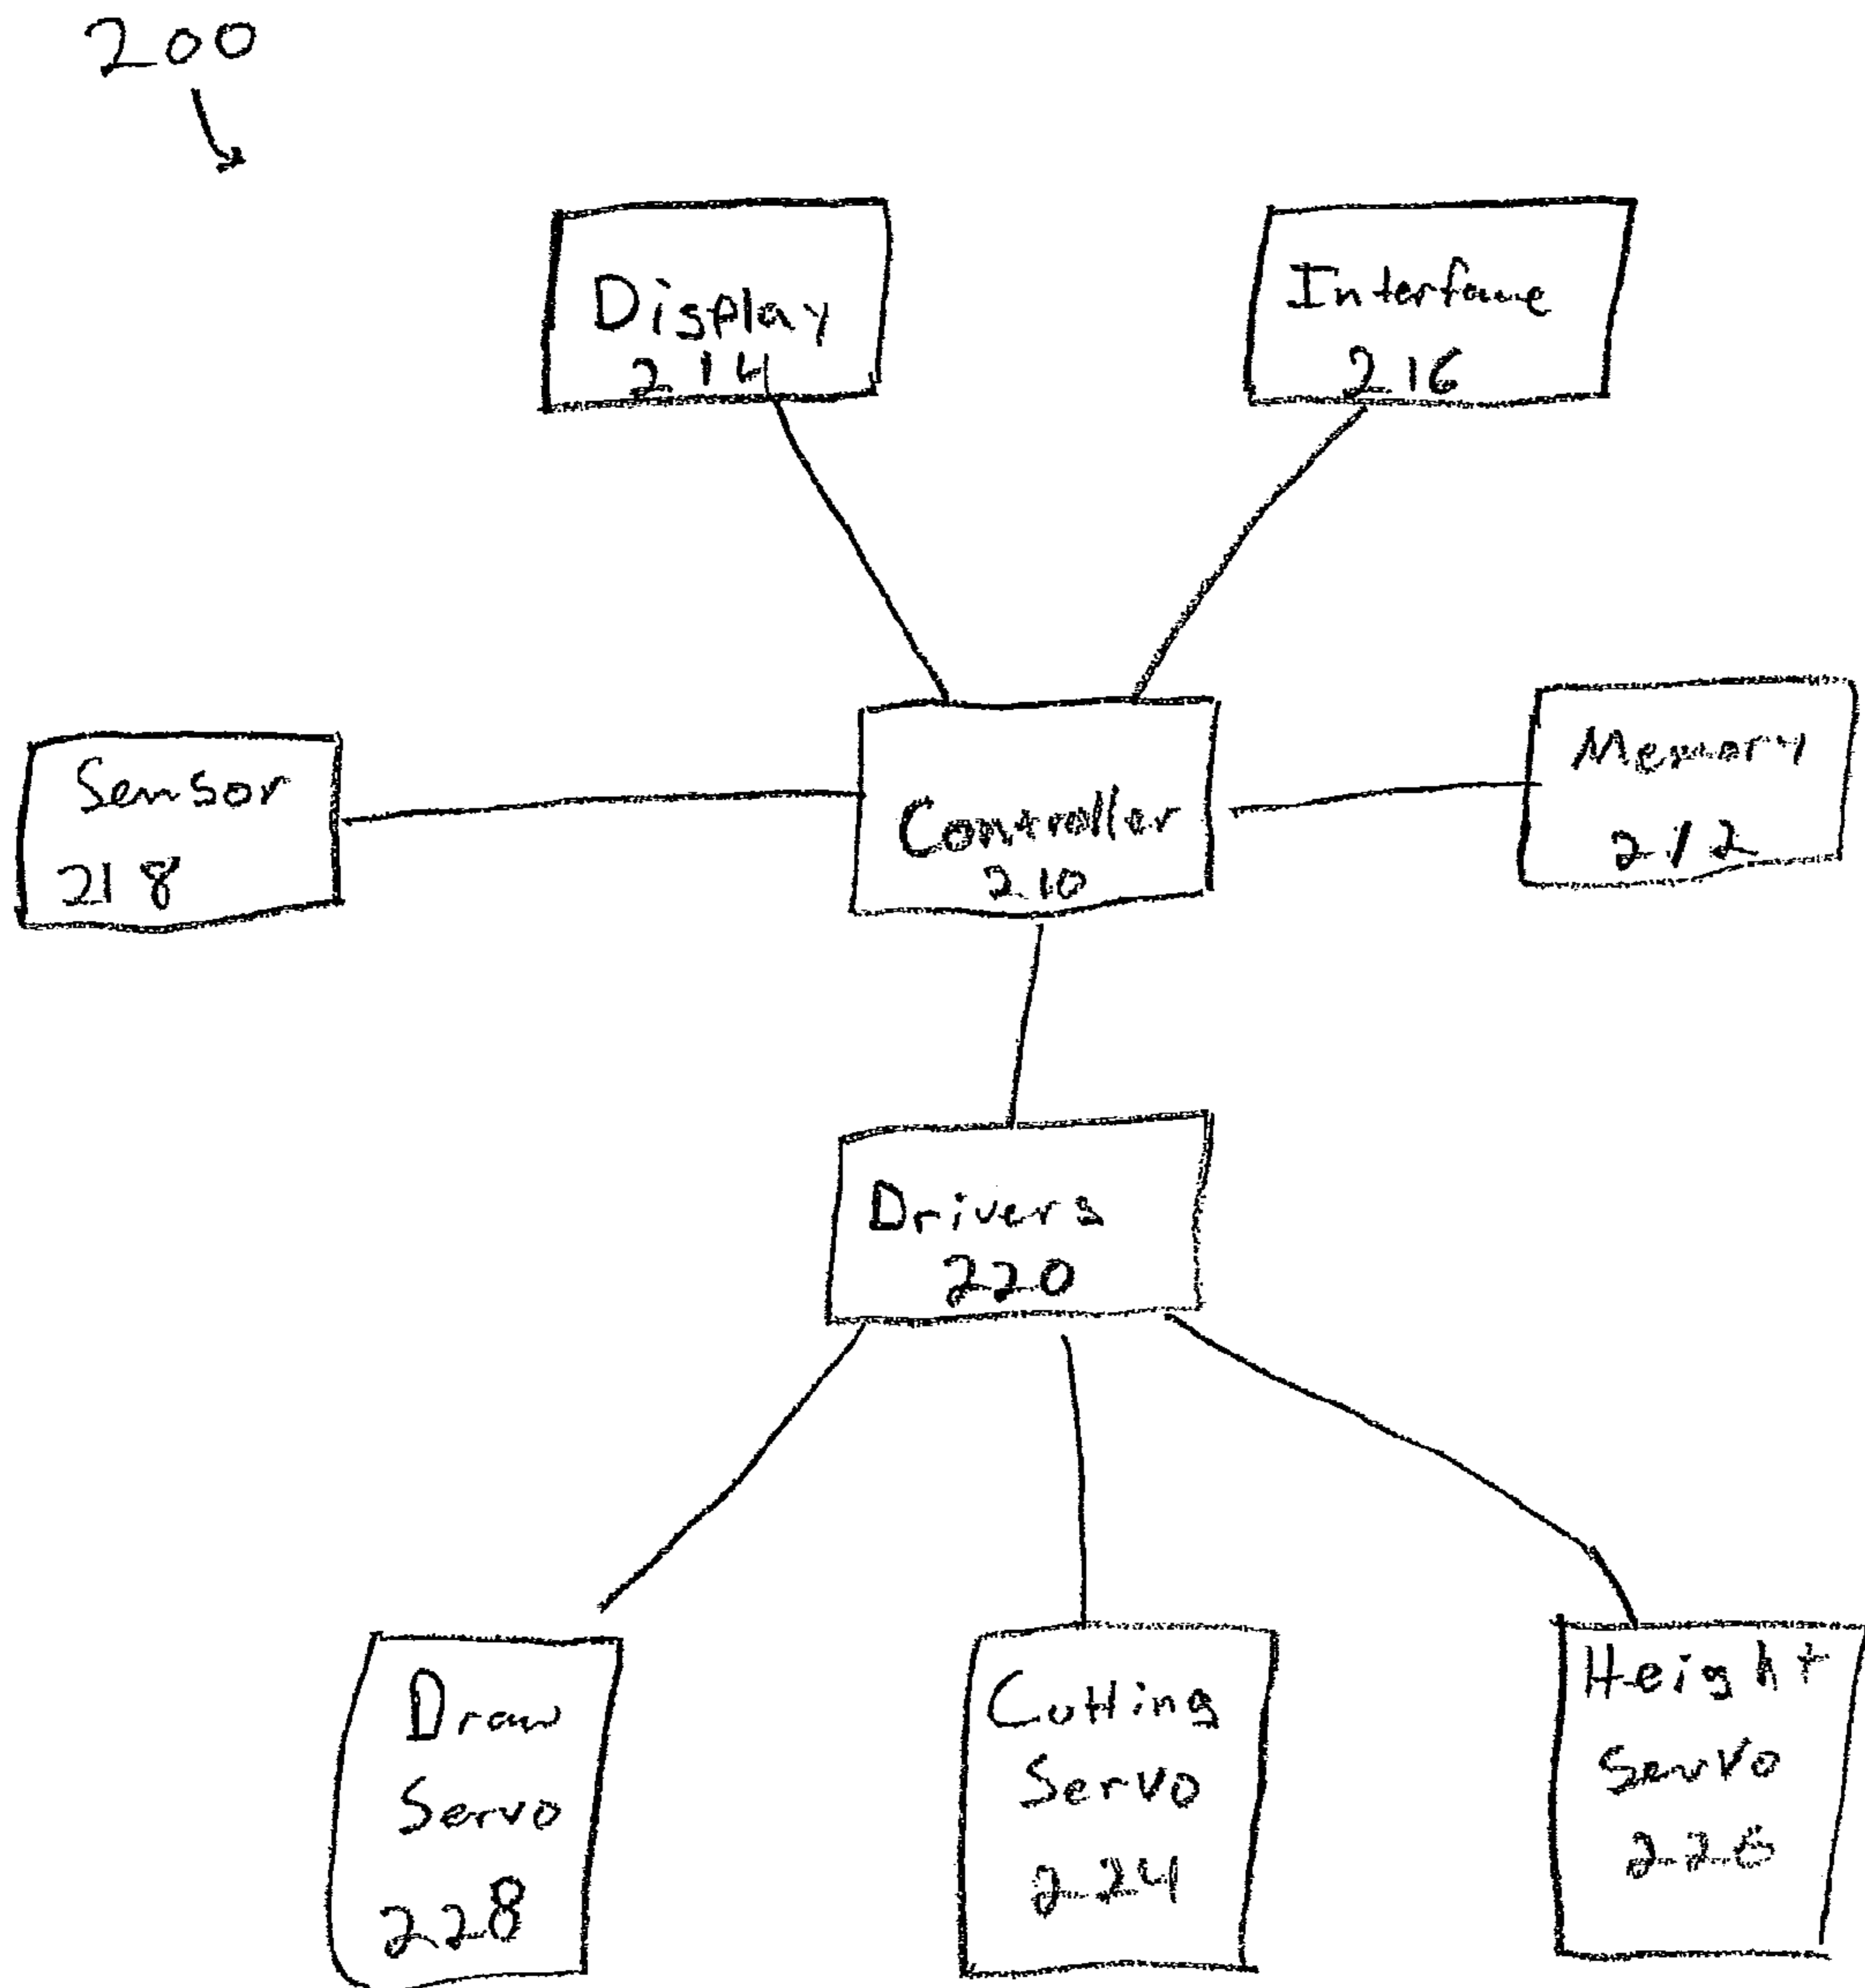 200
Display
214
Interface
216
Sensor
218
Controller
210
Memory
212
Drivers
220
Draw
Servo
228
Cutting
Servo
224
Height
Servo
226